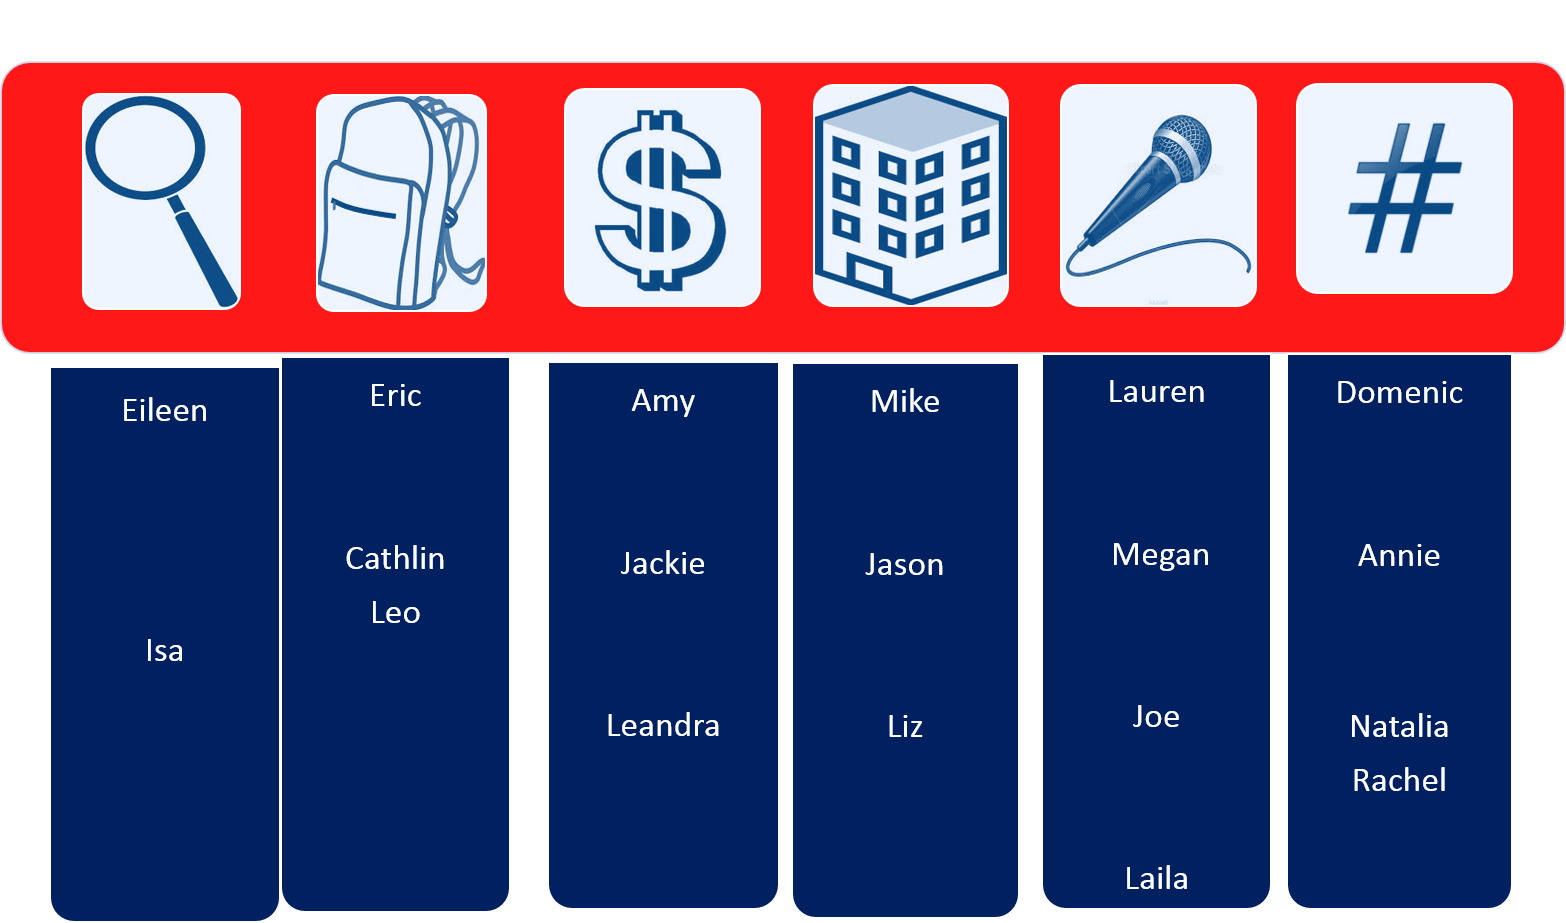 $
#
Eileen
Isa
Eric
Cathlin
Leo
Amy
Jackie
Leandra
Mike
Jason
Liz
Lauren
Megan
Joe
Laila
Domenic
Annie
Natalia
Rachel